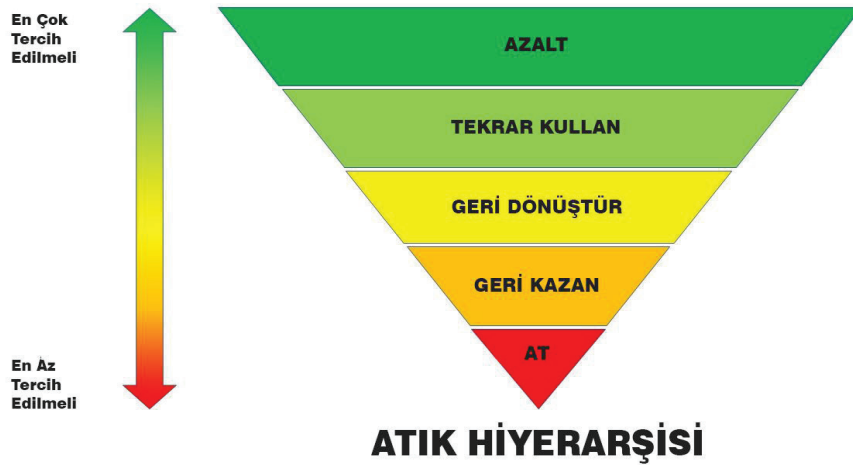 En Çok
Tercih
Edilmeli
AZALT
TEKRAR KULLAN
GERİ DÖNÜŞTÜR
GERİ KAZAN
AT
En Az
Tercih
Edilmeli
ATIK HİYERARŞİSİ